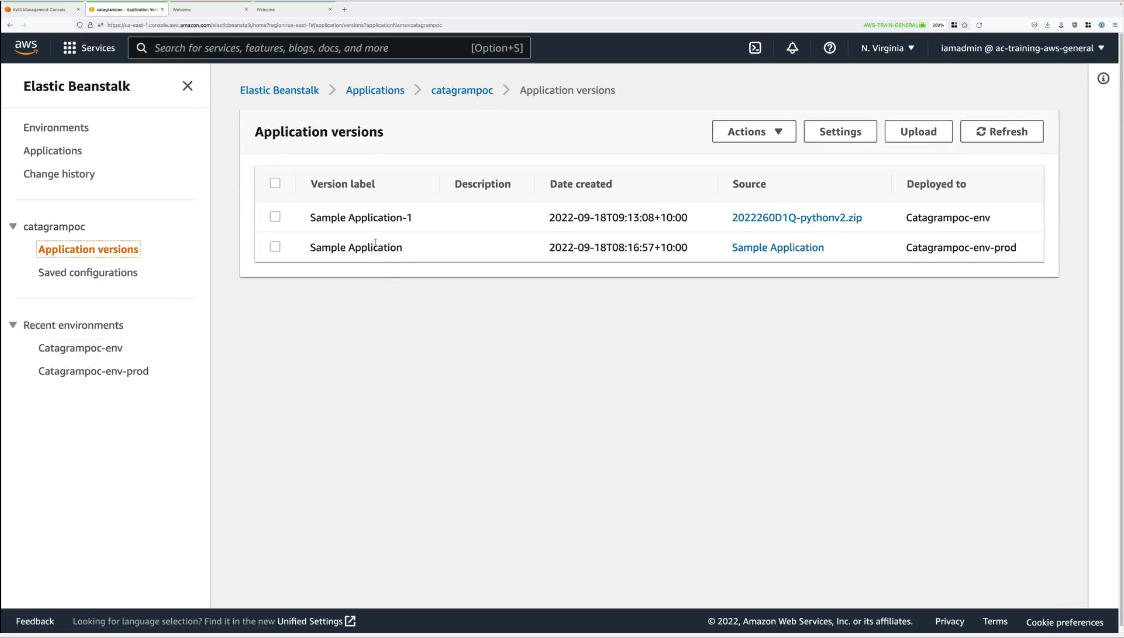 AWS Management Console
catagrampoc - Application Vers
Welcome
Welcome
https://us-east-1.console.aws.amazon.com/elasticbeanstalk/home?region=us-east-1#/application/versions?applicationName=catagrampoc
AWS-TRAIN-GENERAL
200%
aws
Services
Search for services, features, blogs, docs, and more [Option+S]
N. Virginia
iamadmin @ ac-training-aws-general
Elastic Beanstalk
Environments
Applications
Change history
catagrampoc
Application versions
Saved configurations
Recent environments
Catagrampoc-env
Catagrampoc-env-prod
Elastic Beanstalk > Applications > catagrampoc > Application versions
Application versions
Actions Settings Upload Refresh
Version label Description Date created Source Deployed to
Sample Application-1 2022-09-18T09:13:08+10:00 2022260D1Q-pythonv2.zip Catagrampoc-env
Sample Application 2022-09-18T08:16:57+10:00 Sample Application Catagrampoc-env-prod
Feedback Looking for language selection? Find it in the new Unified Settings © 2022, Amazon Web Services, Inc. or its affiliates. Privacy Terms Cookie preferences